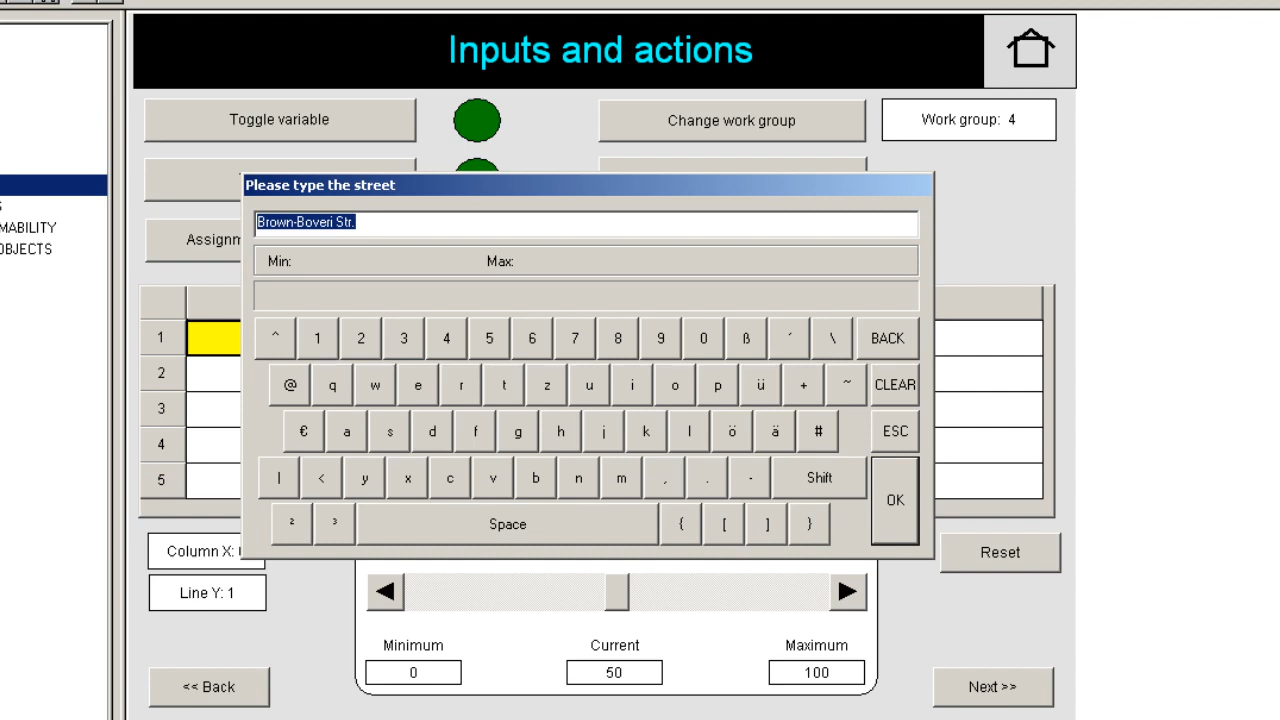 Inputs and actions
Toggle variable
Change work group
Work group: 4
Please type the street
MABILITY
Brown-Boveri Str.
Assignm
OBJECTS
Min: Max:
^ 1 2 3 4 5 6 7 8 9 0 ß ´ \ BACK
1
@ q w e r t z u i o p ü + ~ CLEAR
2
3
€ a s d f g h j k l ö ä # ESC
4
| < y x c v b n m , . - Shift
5
OK
² ³ Space { [ ] }
Column X:
Reset
Line Y: 1
Minimum Current Maximum
0 50 100
<< Back
Next >>